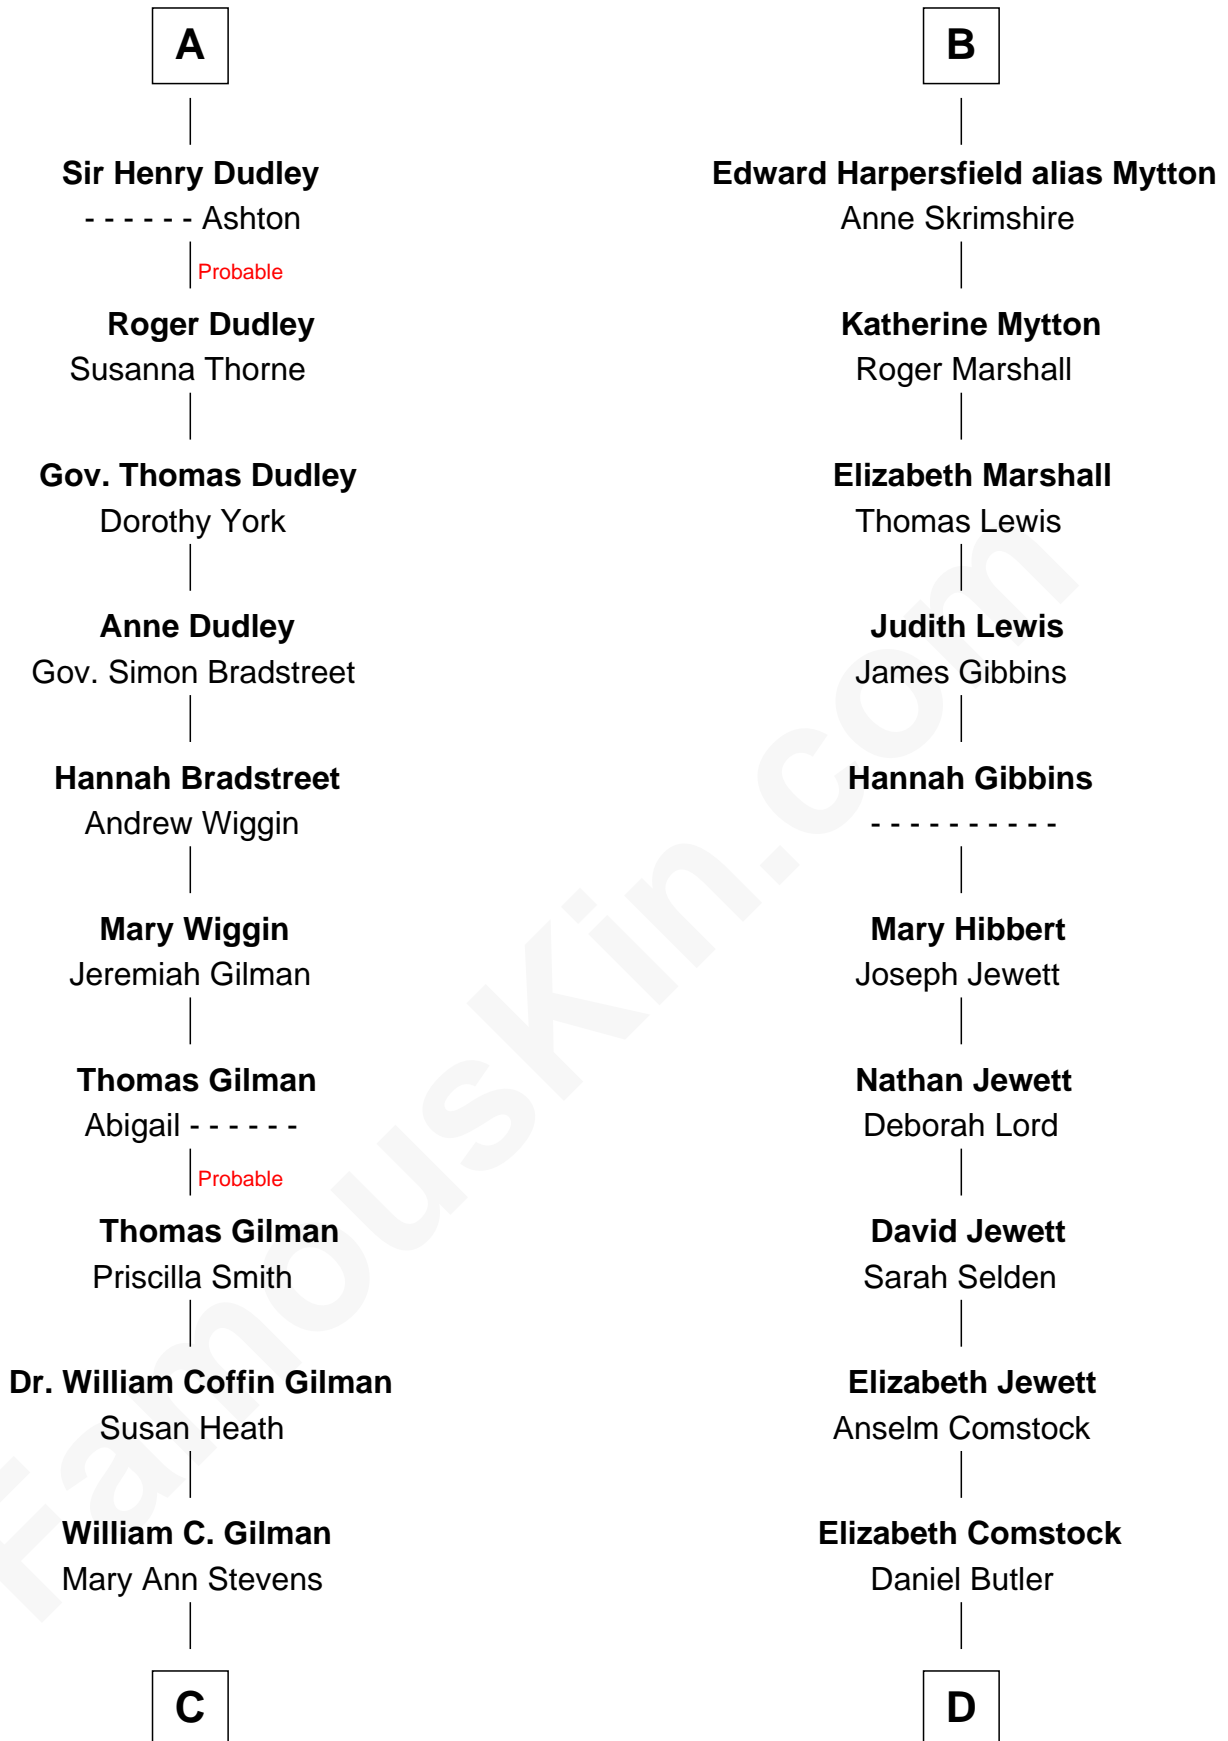 A
Sir Henry Dudley
- - - - - - Ashton
Probable
Roger Dudley
Susanna Thorne
Gov. Thomas Dudley
Dorothy York
Anne Dudley
Gov. Simon Bradstreet
Hannah Bradstreet
Andrew Wiggin
Mary Wiggin
Jeremiah Gilman
Thomas Gilman
Abigail - - - - - -
Probable
Thomas Gilman
Priscilla Smith
Dr. William Coffin Gilman
Susan Heath
William C. Gilman
Mary Ann Stevens
C
B
Edward Harpersfield alias Mytton
Anne Skrimshire
Katherine Mytton
Roger Marshall
Elizabeth Marshall
Thomas Lewis
Judith Lewis
James Gibbins
Hannah Gibbins
- - - - - - - - - -
Mary Hibbert
Joseph Jewett
Nathan Jewett
Deborah Lord
David Jewett
Sarah Selden
Elizabeth Jewett
Anselm Comstock
Elizabeth Comstock
Daniel Butler
D
FamousKin.com